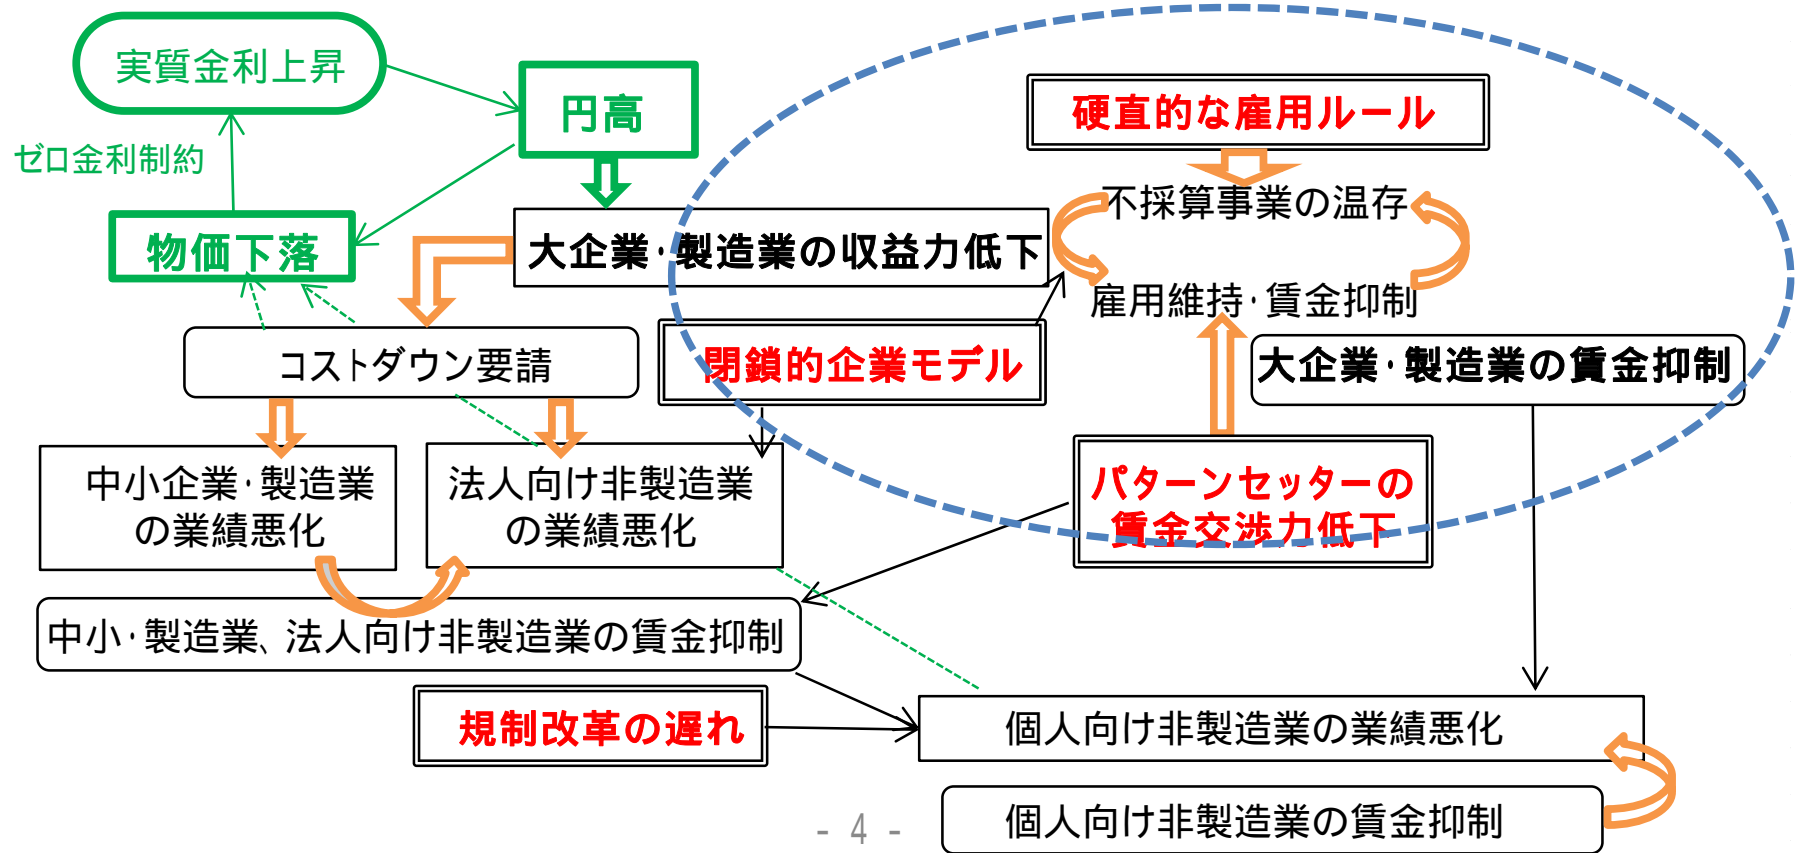 実質金利上昇
円高
硬直的な雇用ルール
ゼロ金利制約
不採算事業の温存
物価下落
大企業・製造業の収益力低下
雇用維持・賃金抑制
コストダウン要請
閉鎖的企業モデル
大企業・製造業の賃金抑制
中小企業・製造業
の業績悪化
法人向け非製造業
の業績悪化
パターンセッターの
賃金交渉力低下
中小・製造業、法人向け非製造業の賃金抑制
規制改革の遅れ
個人向け非製造業の業績悪化
個人向け非製造業の賃金抑制
- 4 -